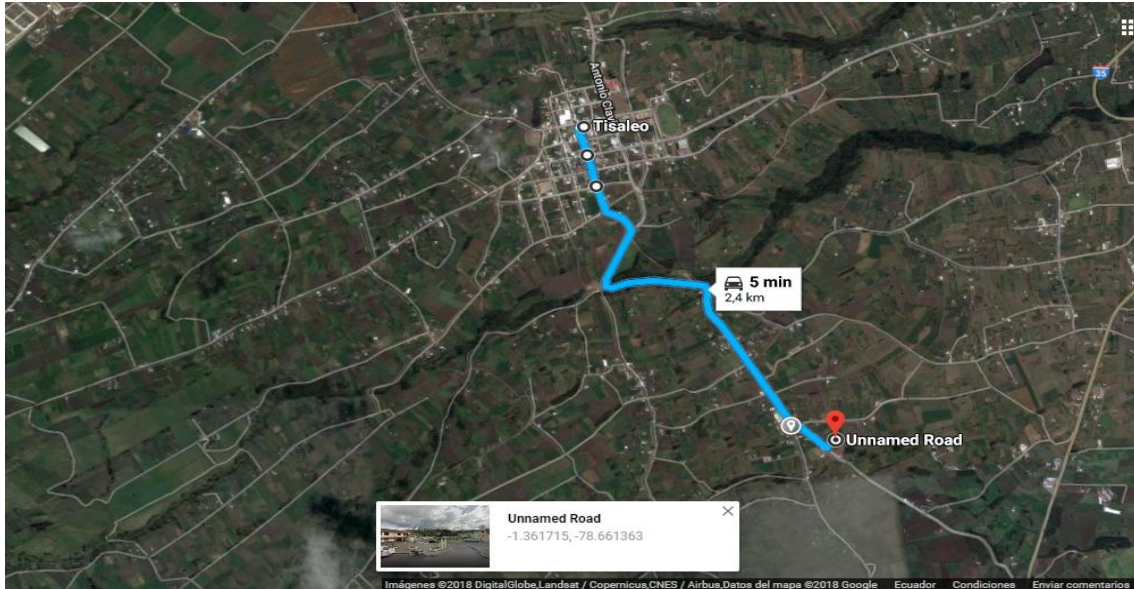 35
Antonio Clav
Tisaleo
5 min
2,4 km
Unnamed Road
Unnamed Road
-1.361715, -78.661363
Imágenes ©2018 DigitalGlobe,Landsat / Copernicus,CNES / Airbus,Datos del mapa ©2018 Google Ecuador Condiciones Enviar comentarios